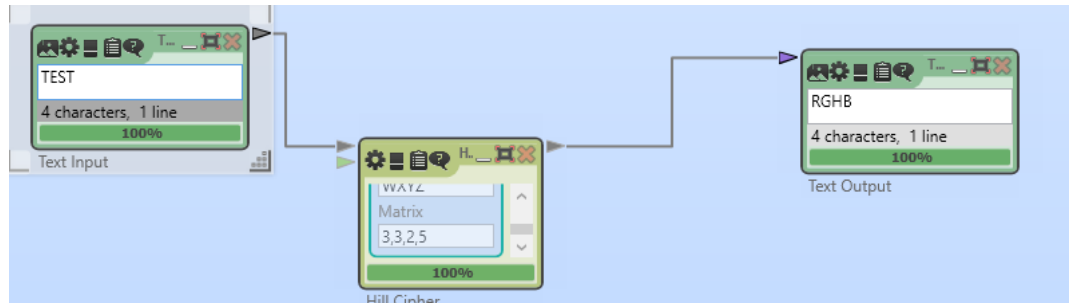 T...
TEST
4 characters, 1 line
100%
Text Input
H..
WXYZ
Matrix
3,3,2,5
100%
Hill Cipher
T...
RGHB
4 characters, 1 line
100%
Text Output